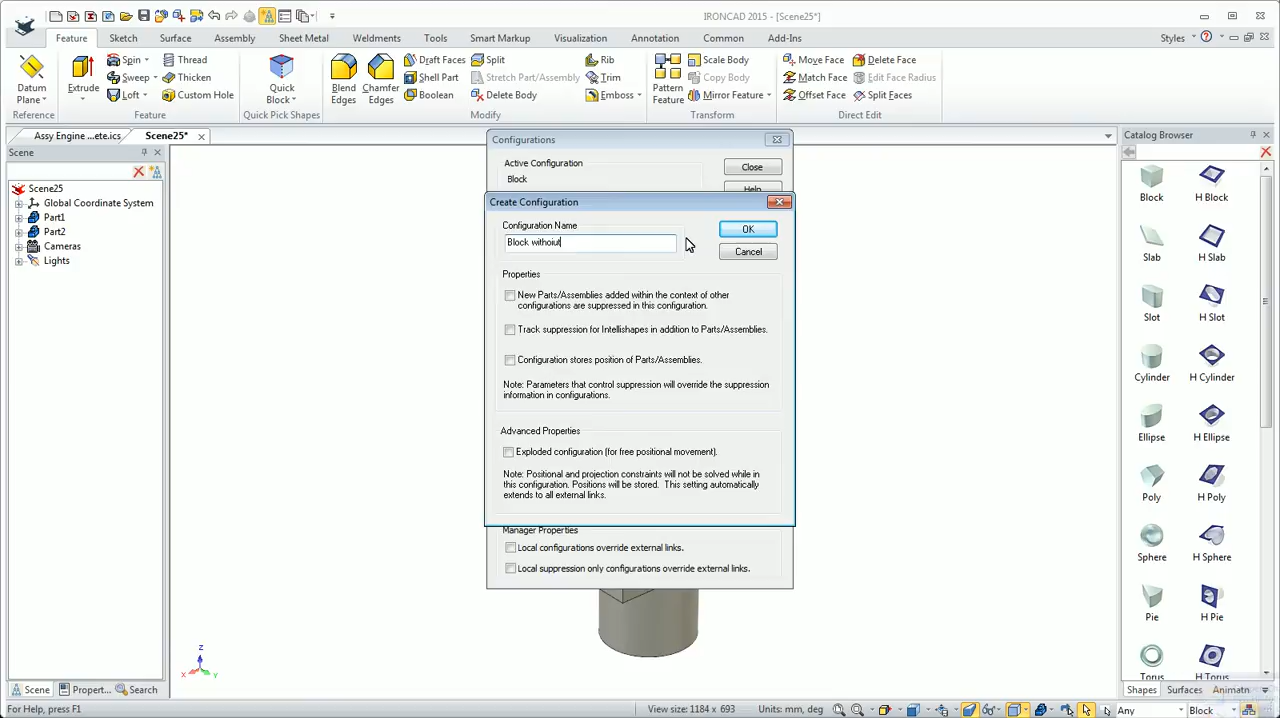 IRONCAD 2015 - [Scene25*]
Feature
Sketch
Surface
Assembly
Sheet Metal
Weldments
Tools
Smart Markup
Visualization
Annotation
Common
Add-Ins
Styles
Datum Plane
Extrude
Spin
Sweep
Loft
Thread
Thicken
Custom Hole
Quick Block
Blend Edges
Chamfer Edges
Draft Faces
Shell Part
Boolean
Split
Stretch Part/Assembly
Delete Body
Rib
Trim
Emboss
Pattern Feature
Scale Body
Copy Body
Mirror Feature
Move Face
Match Face
Offset Face
Delete Face
Edit Face Radius
Split Faces
Reference
Feature
Quick Pick Shapes
Modify
Transform
Direct Edit
Assy Engine ...ete.ics
Scene25*
Scene
Scene25
Global Coordinate System
Part1
Part2
Cameras
Lights
Configurations
Active Configuration
Block
Close
Help
Create Configuration
Configuration Name
Block withoiut
OK
Cancel
Properties
New Parts/Assemblies added within the context of other
configurations are suppressed in this configuration.
Track suppression for Intellishapes in addition to Parts/Assemblies.
Configuration stores position of Parts/Assemblies.
Note: Parameters that control suppression will override the suppression
information in configurations.
Advanced Properties
Exploded configuration (for free positional movement).
Note: Positional and projection constraints will not be solved while in
this configuration. Positions will be stored. This setting automatically
extends to all external links.
Manager Properties
Local configurations override external links.
Local suppression only configurations override external links.
Catalog Browser
Block
H Block
Slab
H Slab
Slot
H Slot
Cylinder
H Cylinder
Ellipse
H Ellipse
Poly
H Poly
Sphere
H Sphere
Pie
H Pie
Torus
H Torus
Shapes
Surfaces
Animatn
Z
X
Y
Scene
Propert...
Search
For Help, press F1
View size: 1184 x 693
Units: mm, deg
Any
Block